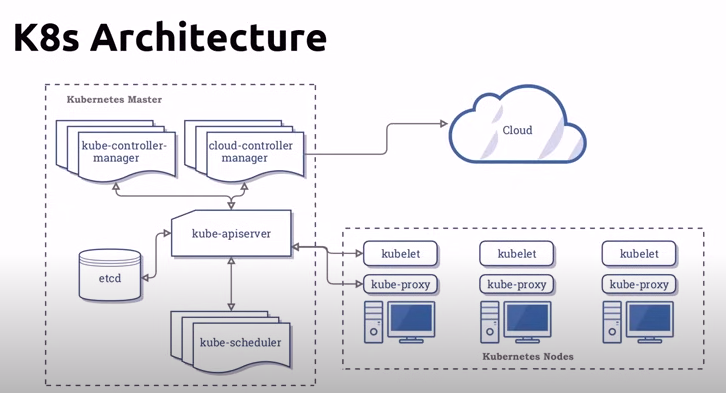 K8s Architecture
Kubernetes Master
kube-controller-
manager
cloud-controller
manager
Cloud
kube-apiserver
etcd
kube-scheduler
kubelet
kubelet
kubelet
kube-proxy
kube-proxy
kube-proxy
Kubernetes Nodes